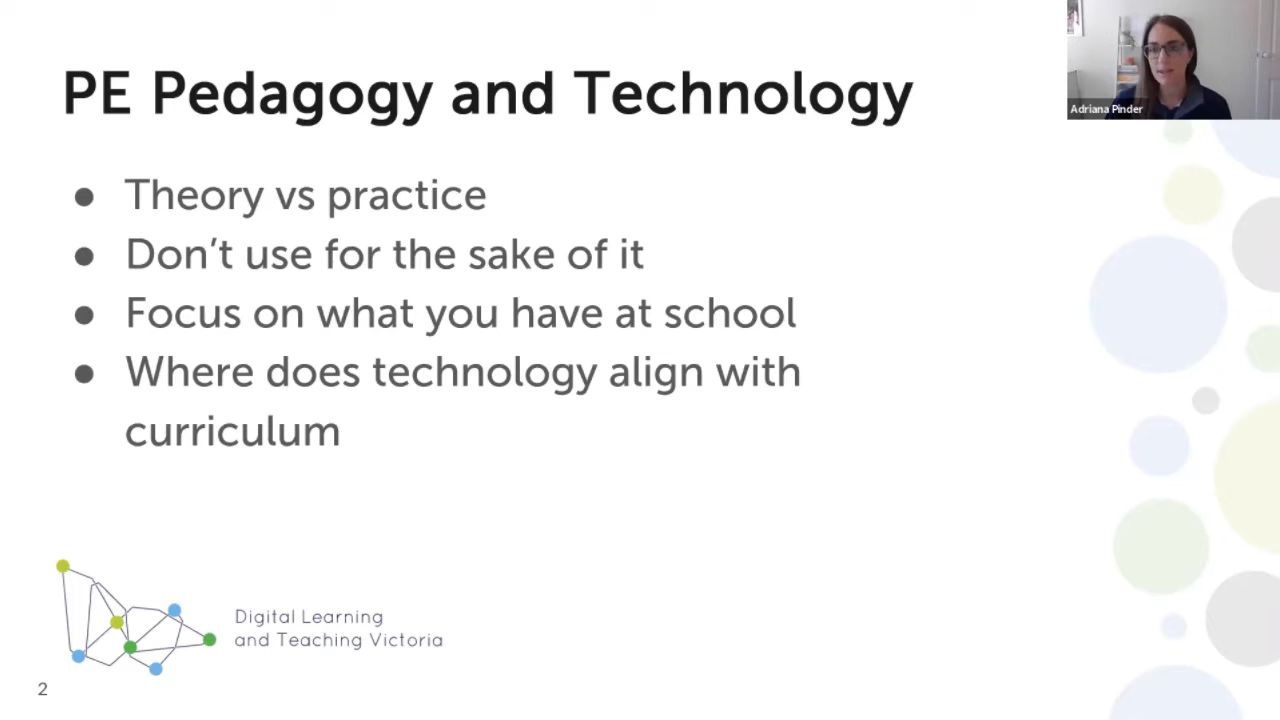 PE Pedagogy and Technology
Adriana Pinder
● Theory vs practice
● Don’t use for the sake of it
● Focus on what you have at school
● Where does technology align with
curriculum
Digital Learning
and Teaching Victoria
2